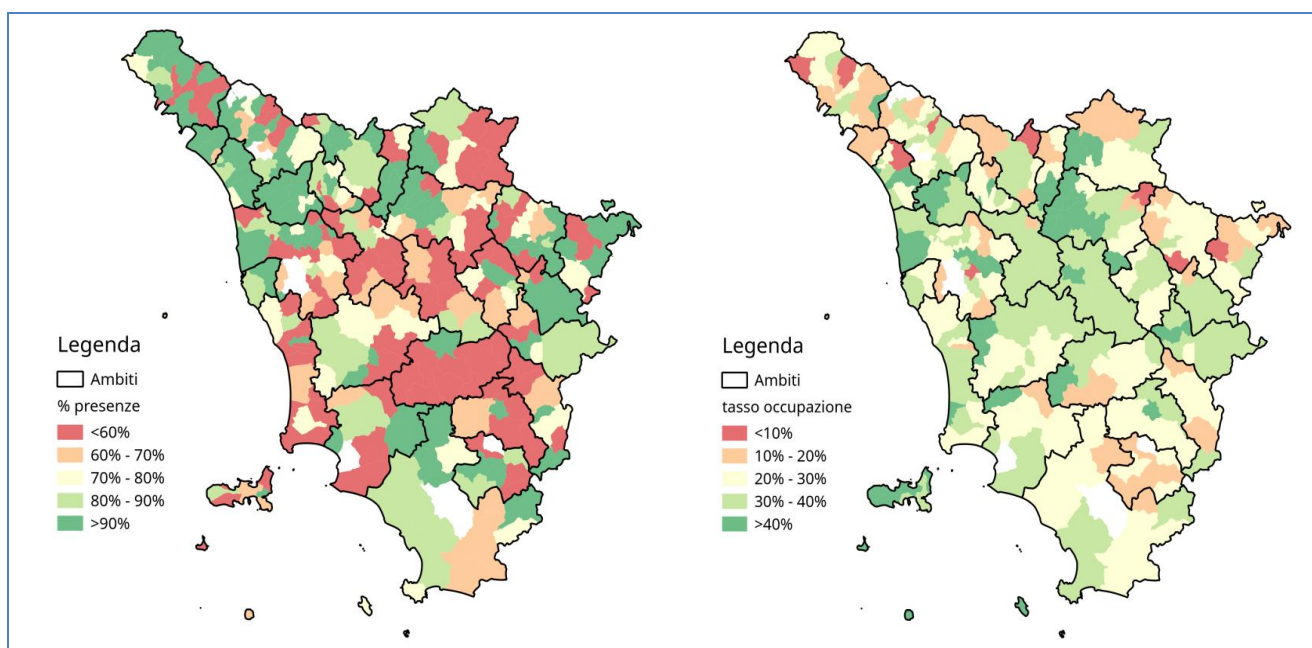 Legenda
Ambiti
% presenze
<60%
60% - 70%
70% - 80%
80% - 90%
>90%
Legenda
Ambiti
tasso occupazione
<10%
10% - 20%
20% - 30%
30% - 40%
>40%